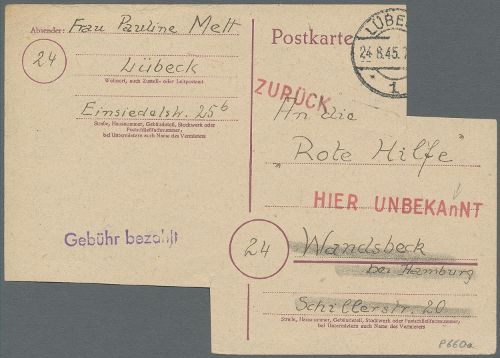 Absender: Frau Pauline Mett
24
Lübeck
Wohnort, auch Zustell- oder Leitpostamt
Einsiedelstr. 25b
Straße, Hausnummer, Gebäudeteil, Stockwerk oder
Postschließfachnummer,
bei Untermietern auch Name des Vermieters
Gebühr bezahlt
Postkarte
LÜBE
24.8.45.
1
ZURÜCK
An die
"Rote Hilfe"
HIER UNBEKAnNT
24
Wandsbeck
bei Hamburg
Schillerstr. 20
Straße, Hausnummer, Gebäudeteil, Stockwerk oder Postschließfachnummer,
bei Untermietern auch Name des Vermieters
P660a